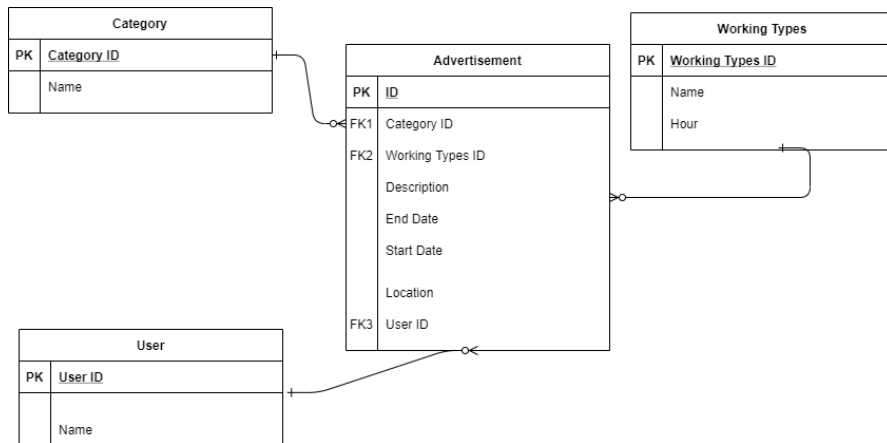 Category
PK Category ID
Name
Advertisement
PK ID
FK1 Category ID
FK2 Working Types ID
Description
End Date
Start Date
Location
FK3 User ID
Working Types
PK Working Types ID
Name
Hour
User
PK User ID
Name